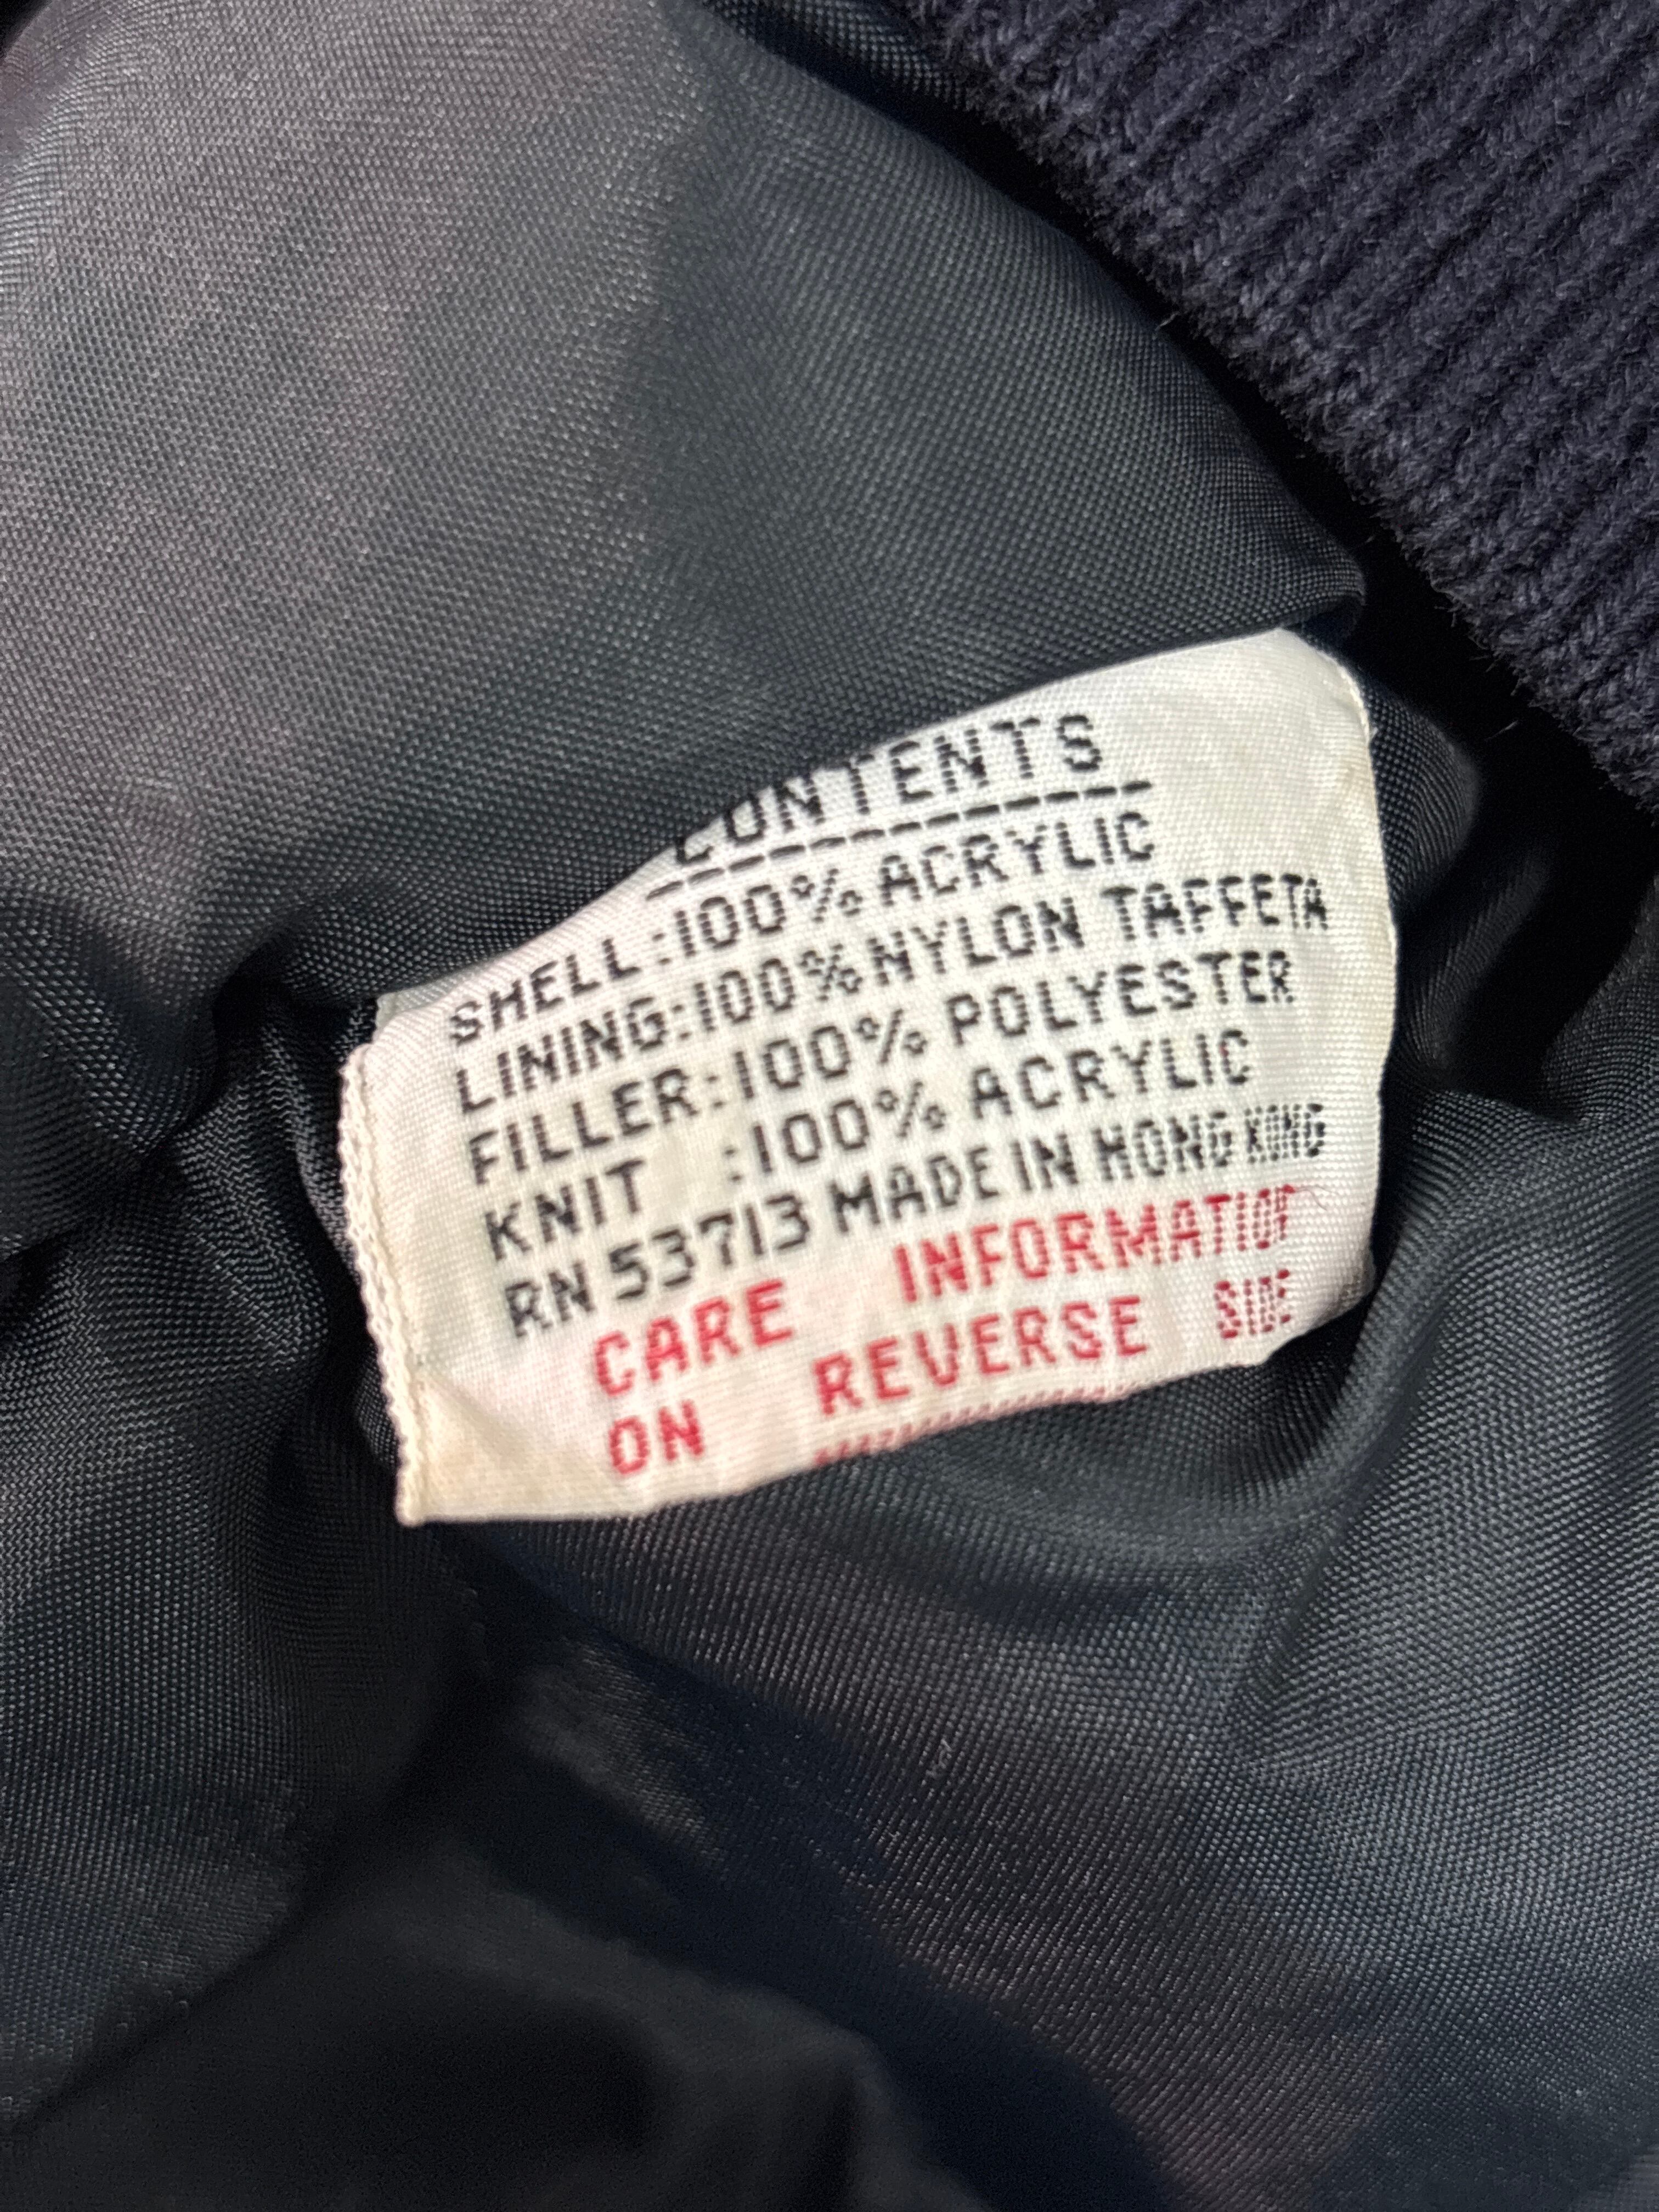 CONTENTS
SHELL:100% ACRYLIC
LINING:100% NYLON TAFFETA
FILLER:100% POLYESTER
KNIT :100% ACRYLIC
RN 53713 MADE IN HONG KONG
CARE INFORMATION
ON REVERSE SIDE